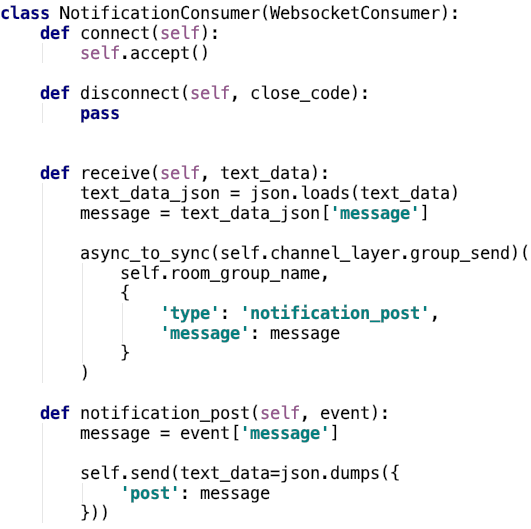 class NotificationConsumer(WebsocketConsumer):
    def connect(self):
        self.accept()

    def disconnect(self, close_code):
        pass


    def receive(self, text_data):
        text_data_json = json.loads(text_data)
        message = text_data_json['message']

        async_to_sync(self.channel_layer.group_send)(
            self.room_group_name,
            {
                'type': 'notification_post',
                'message': message
            }
        )

    def notification_post(self, event):
        message = event['message']

        self.send(text_data=json.dumps({
            'post': message
        }))